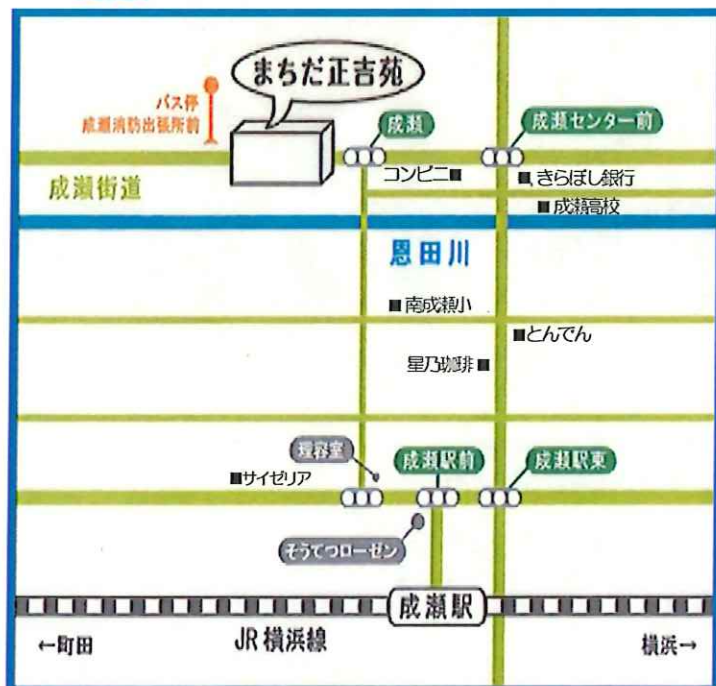 まちだ正吉苑
バス停
成瀬消防出張所前
成瀬
成瀬センター前
コンビニ■
■きらぼし銀行
成瀬街道
■成瀬高校
恩田川
■南成瀬小
■とんでん
星乃珈琲■
理容室
成瀬駅前
成瀬駅東
■サイゼリア
そうてつローゼン
成瀬駅
←町田
JR横浜線
横浜→